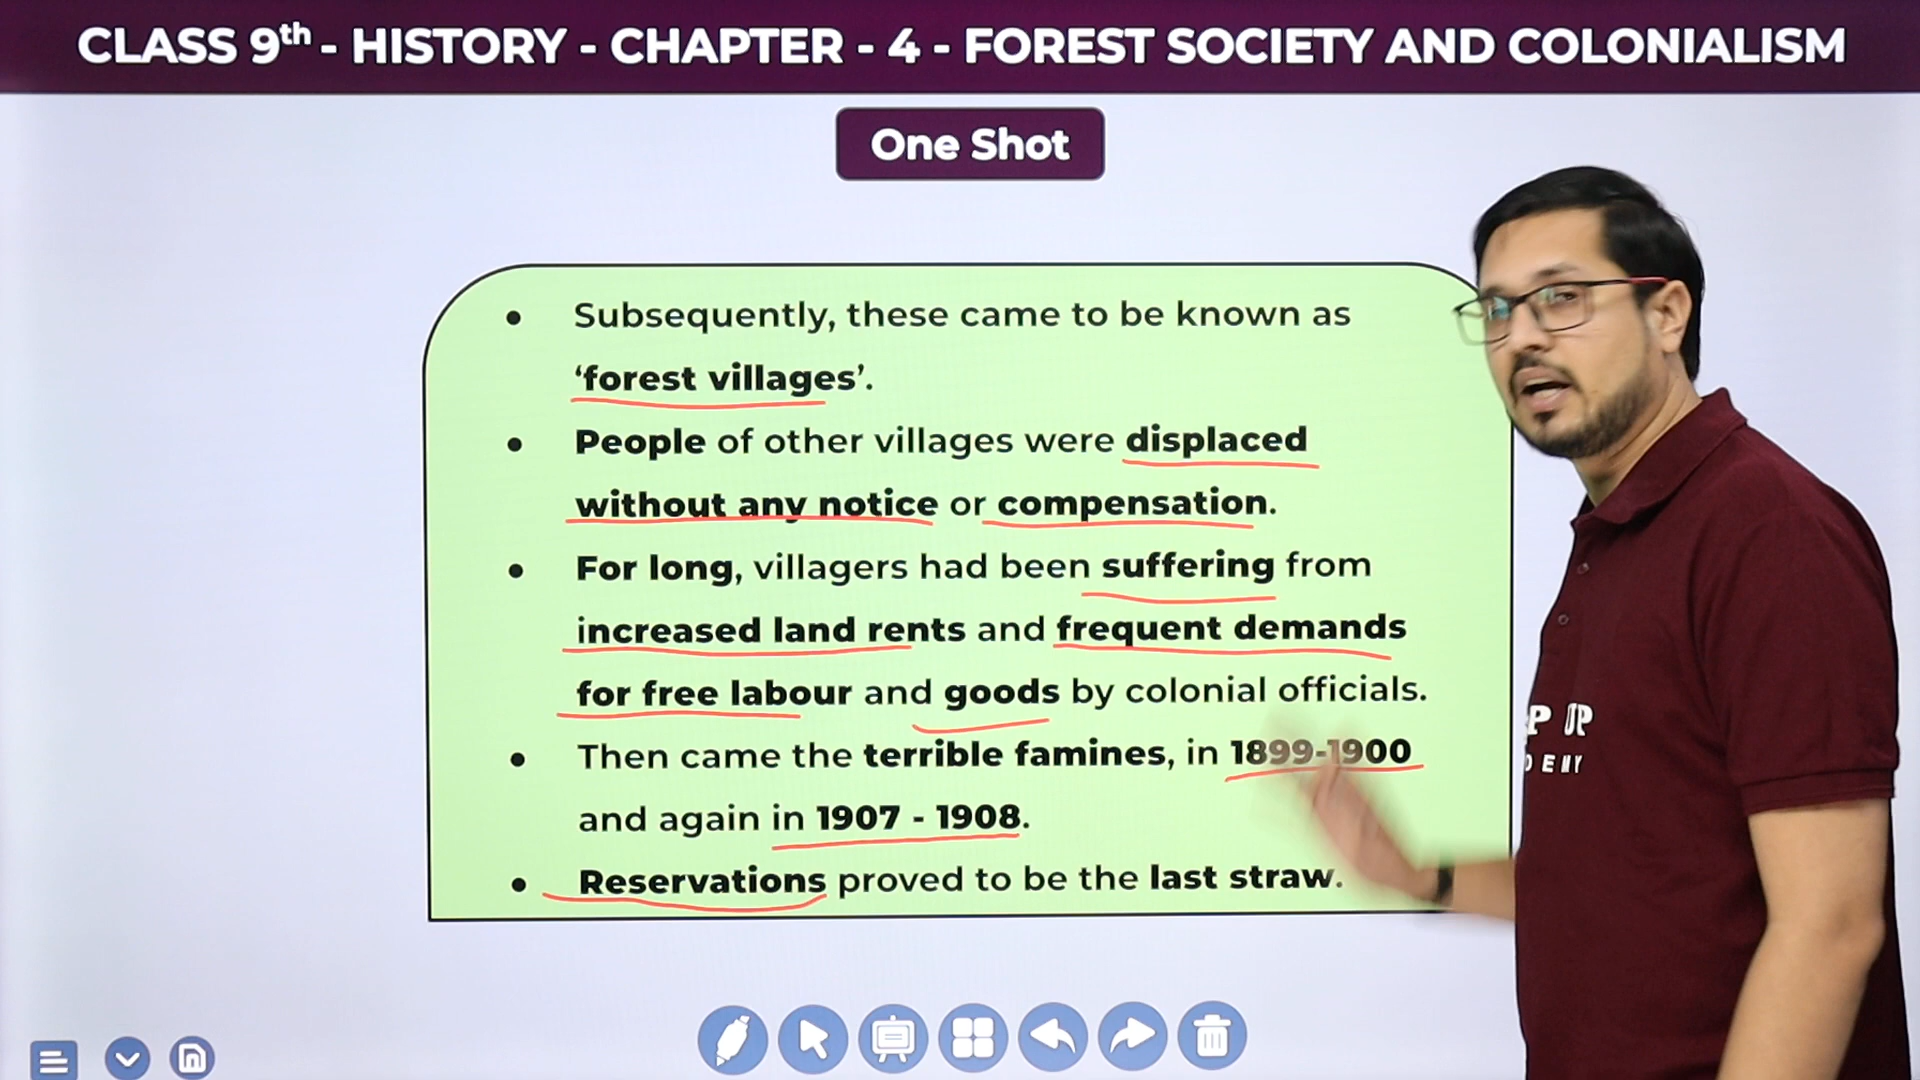 CLASS 9th - HISTORY - CHAPTER - 4 - FOREST SOCIETY AND COLONIALISM
One Shot
• Subsequently, these came to be known as
‘forest villages’.
• People of other villages were displaced
without any notice or compensation.
• For long, villagers had been suffering from
increased land rents and frequent demands
for free labour and goods by colonial officials.
• Then came the terrible famines, in 1899-1900
and again in 1907 - 1908.
• Reservations proved to be the last straw.
P UP
DEMY